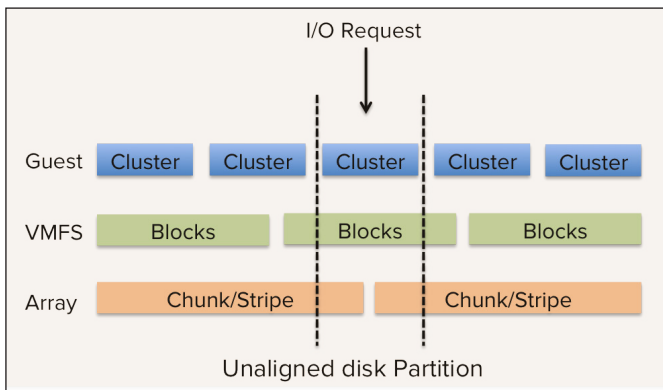 I/O Request
Guest Cluster Cluster Cluster Cluster Cluster
VMFS Blocks Blocks Blocks
Array Chunk/Stripe Chunk/Stripe
Unaligned disk Partition